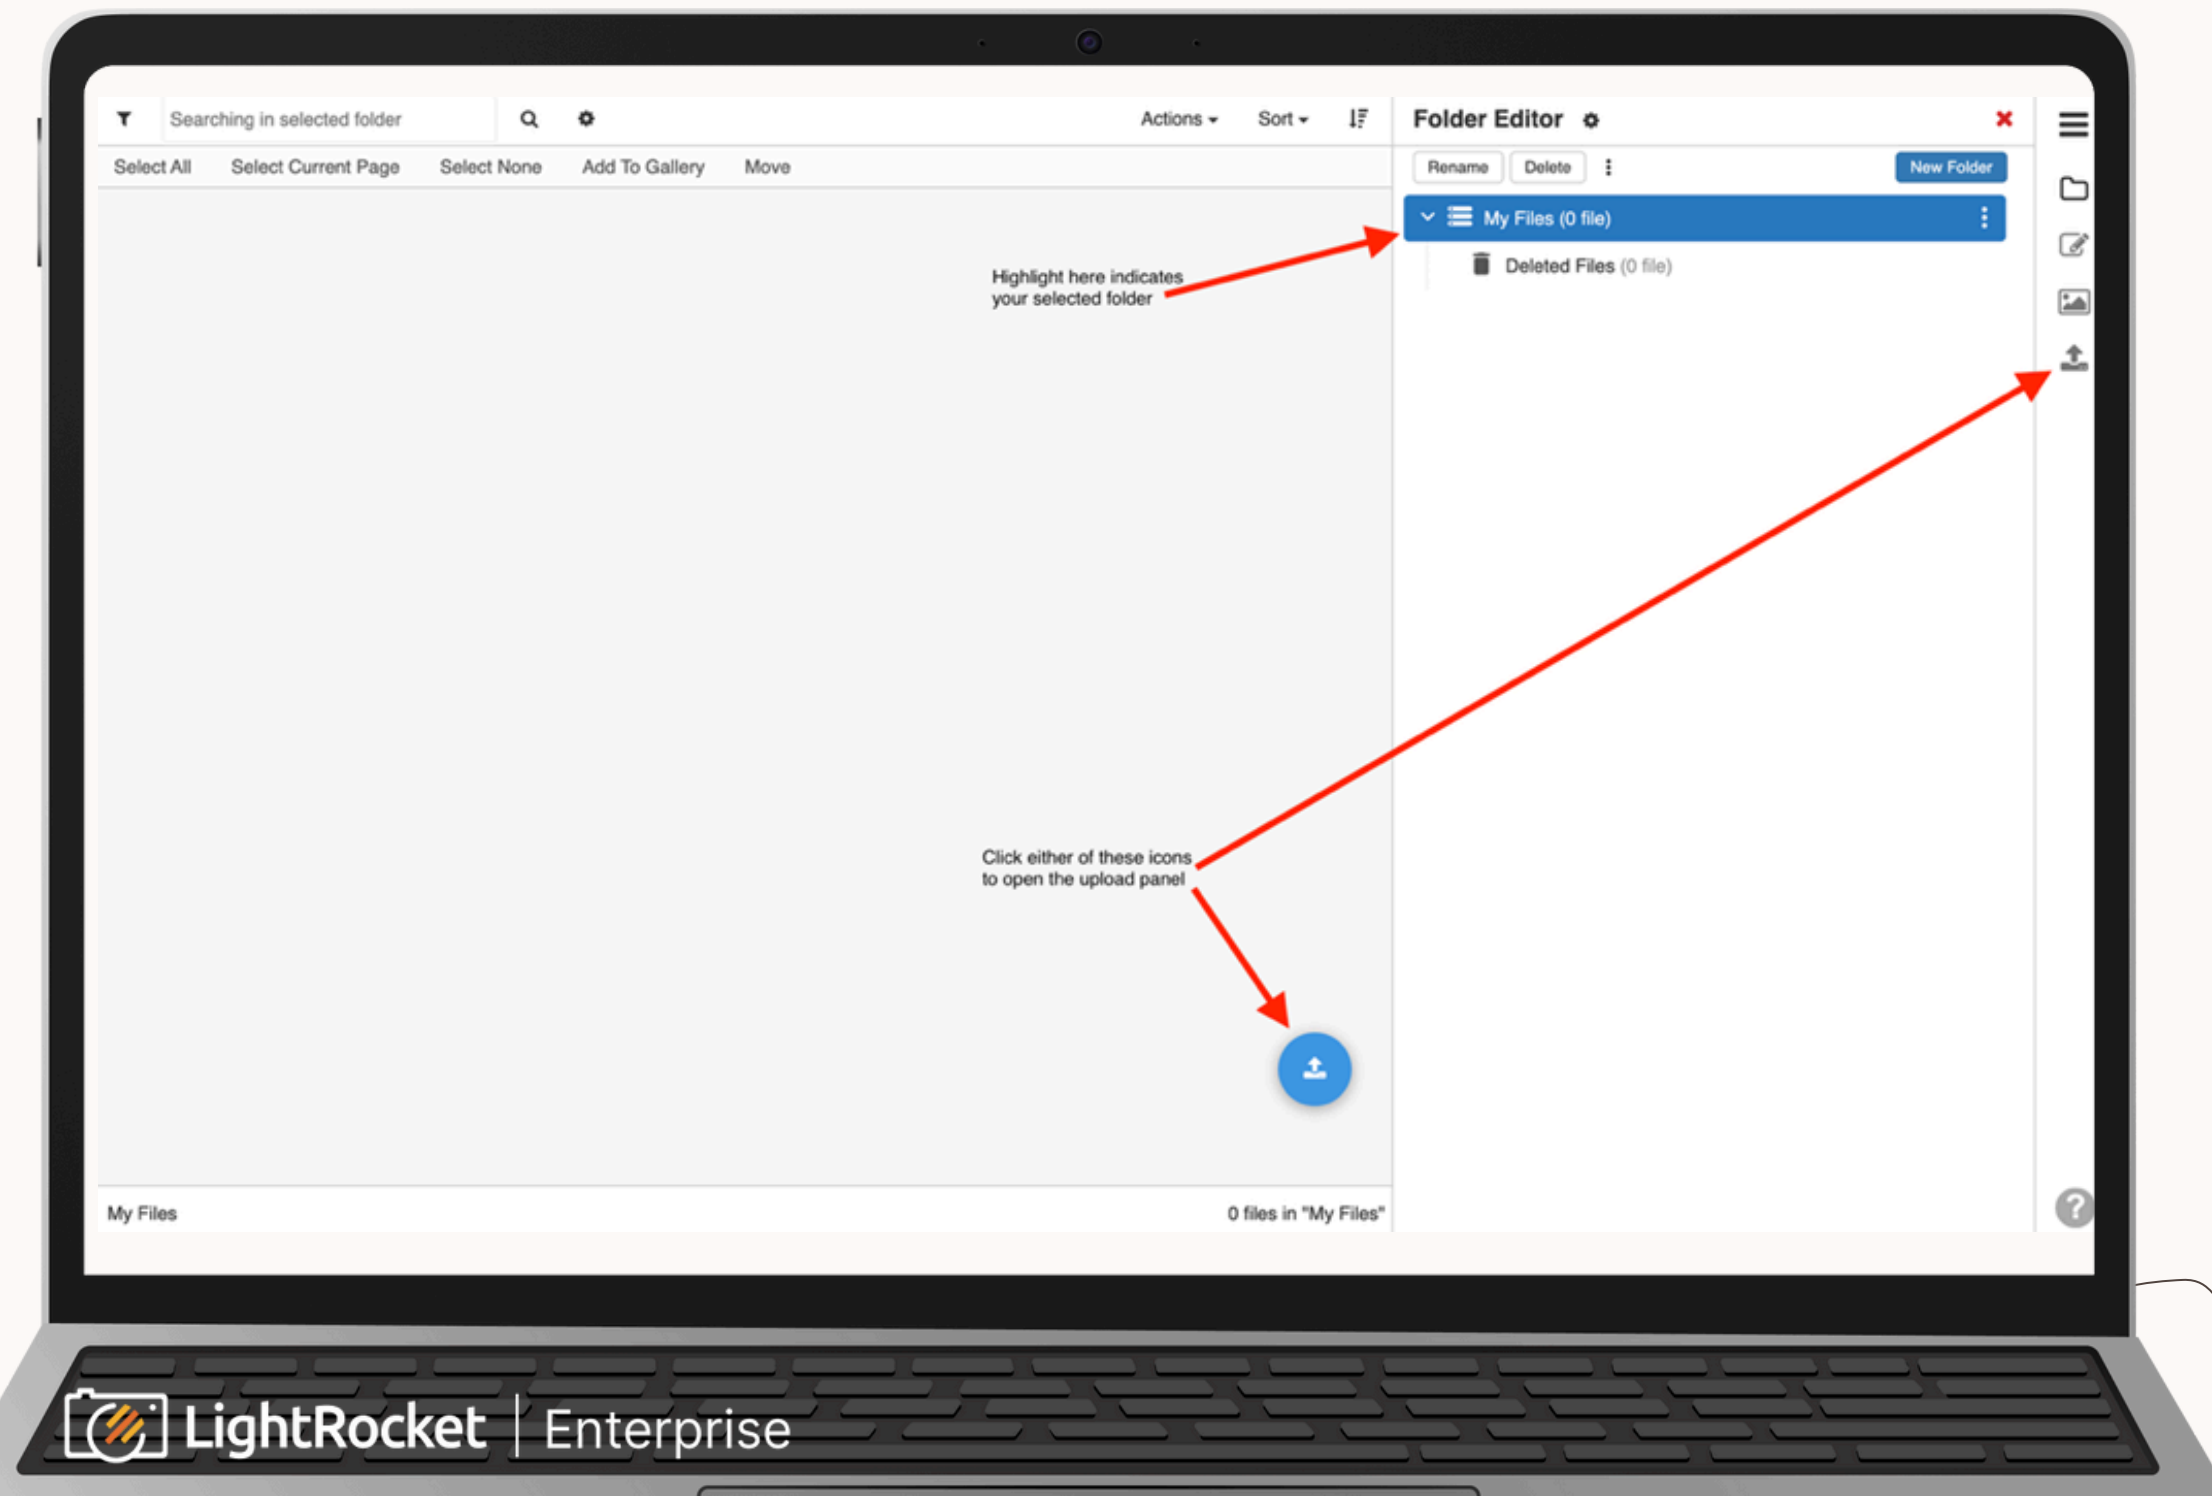 Searching in selected folder
Actions Sort
Folder Editor
Select All Select Current Page Select None Add To Gallery Move
Rename Delete New Folder
My Files (0 file)
Deleted Files (0 file)
Highlight here indicates
your selected folder
Click either of these icons
to open the upload panel
My Files
0 files in "My Files"
?
LightRocket | Enterprise